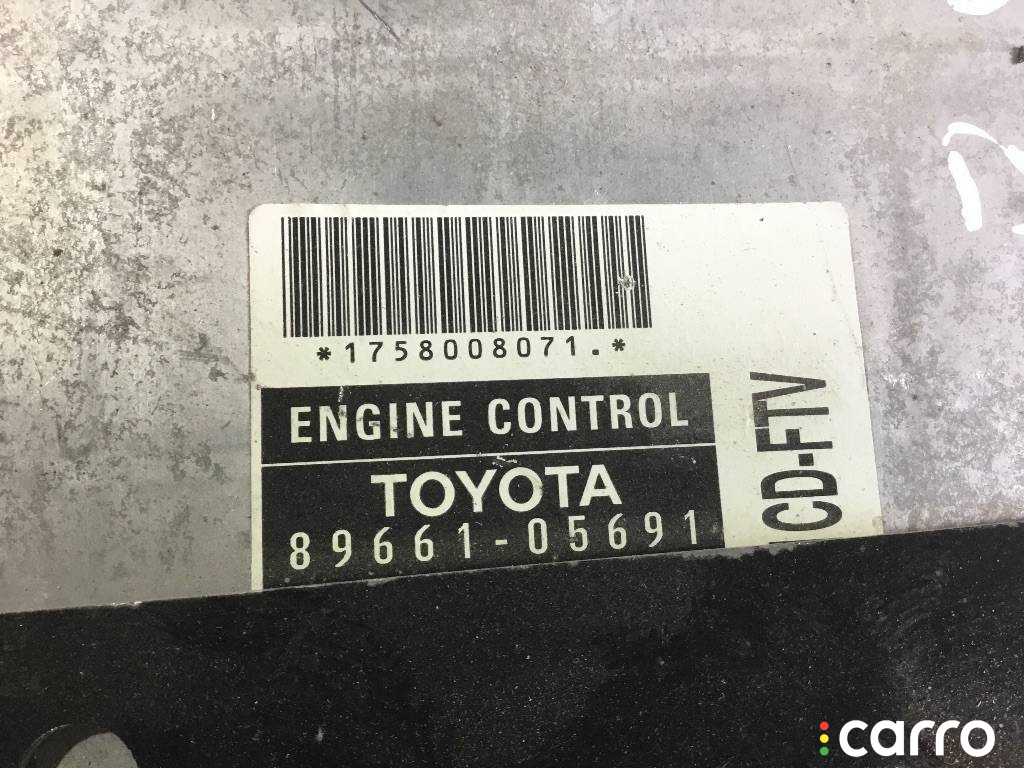 *1758008071.*
ENGINE CONTROL
TOYOTA
89661-05691
CD-FTV
carro